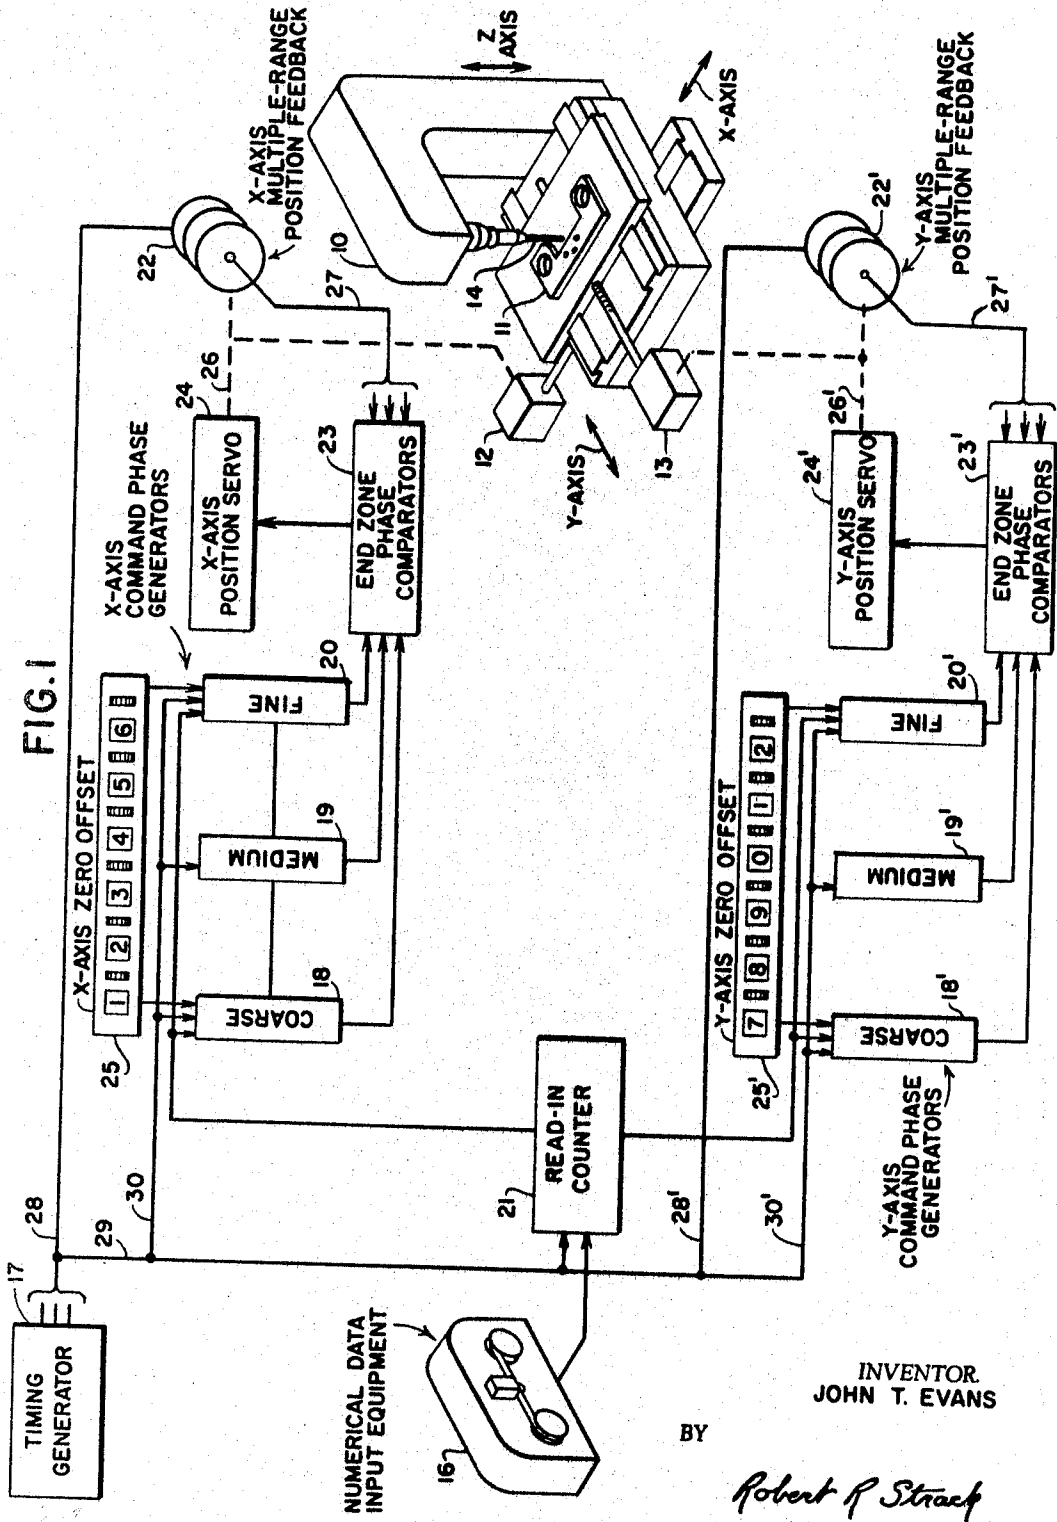 FIG. 1
TIMING
GENERATOR
17
28
29
30
X-AXIS ZERO OFFSET
1 2 3 4 5 6
25
X-AXIS
COMMAND PHASE
GENERATORS
COARSE
18
MEDIUM
19
FINE
20
X-AXIS
POSITION SERVO
24
26
END ZONE
PHASE
COMPARATORS
23
22
27
X-AXIS
MULTIPLE-RANGE
POSITION FEEDBACK
10
14
11
12
13
Z
AXIS
X-AXIS
Y-AXIS
NUMERICAL DATA
INPUT EQUIPMENT
16
READ-IN
COUNTER
21
28'
30'
Y-AXIS ZERO OFFSET
7 8 9 0 1 2
25'
Y-AXIS
COMMAND PHASE
GENERATORS
COARSE
18'
MEDIUM
19'
FINE
20'
Y-AXIS
POSITION SERVO
24'
26'
END ZONE
PHASE
COMPARATORS
23'
22'
27'
Y-AXIS
MULTIPLE-RANGE
POSITION FEEDBACK
INVENTOR.
JOHN T. EVANS
BY
Robert R Strack